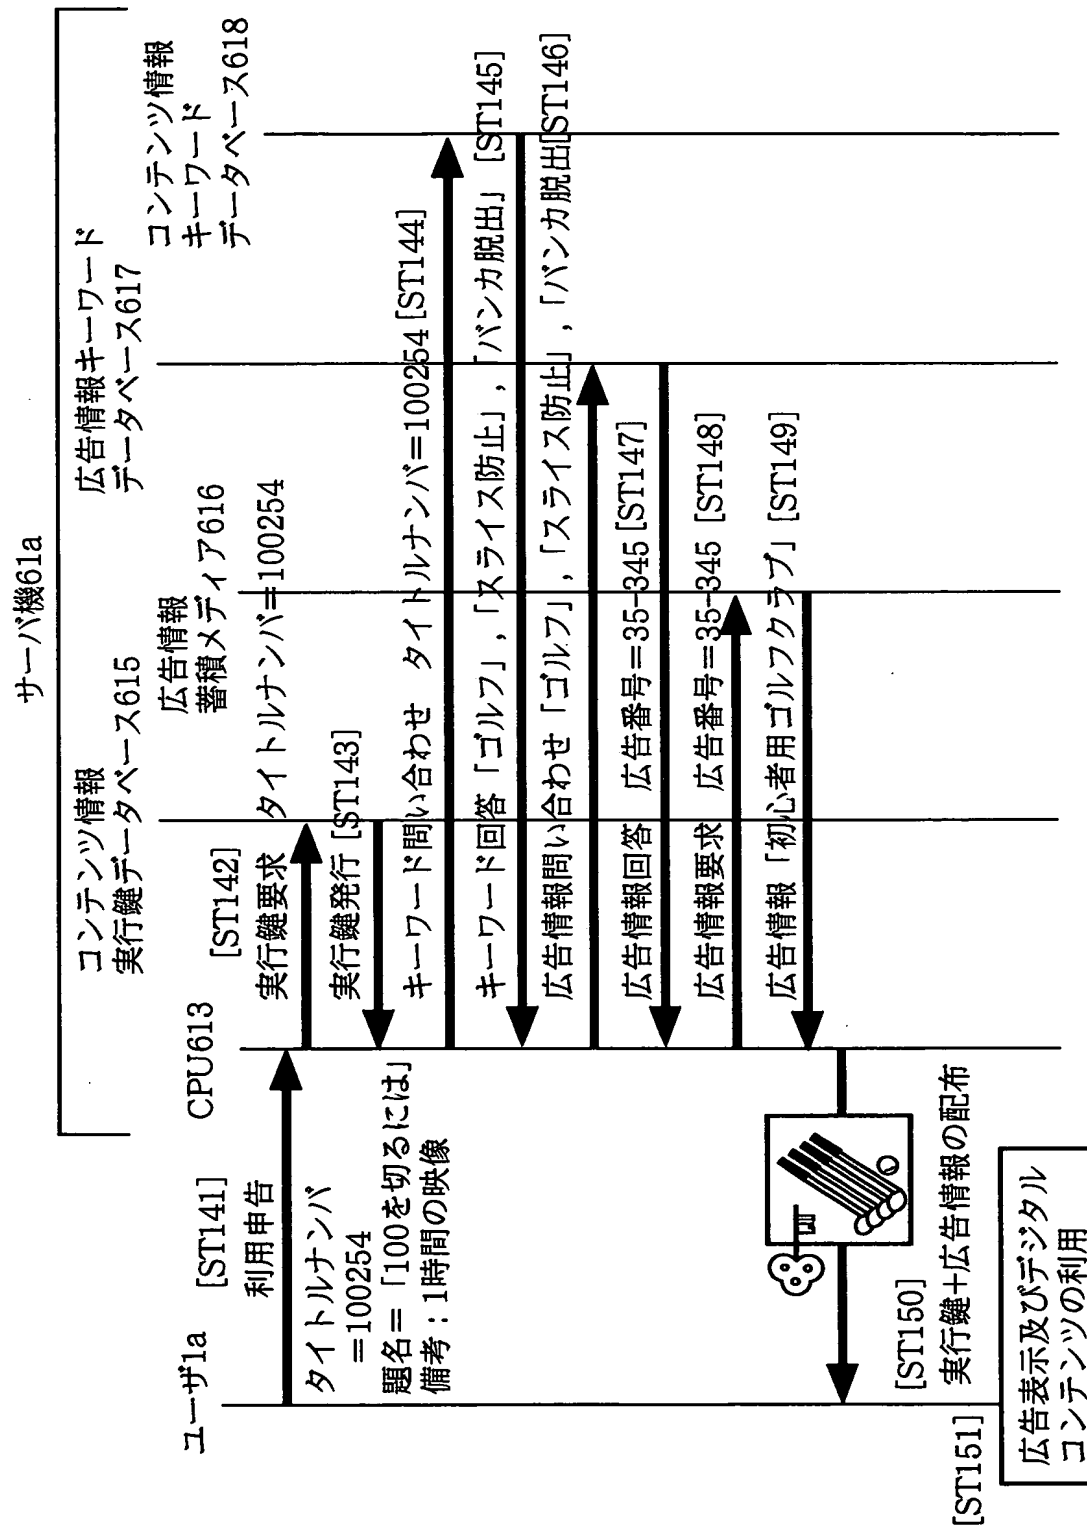 サーバ機61a
ユーザ1a
CPU613
コンテンツ情報
実行鍵データベース615
広告情報
蓄積メディア616
広告情報キーワード
データベース617
コンテンツ情報
キーワード
データベース618
[ST141]
利用申告
タイトルナンバ
=100254
題名=「100を切るには」
備考:1時間の映像
[ST142]
実行鍵要求 タイトルナンバ=100254
実行鍵発行 [ST143]
キーワード問い合わせ タイトルナンバ=100254 [ST144]
キーワード回答「ゴルフ」,「スライス防止」,「バンカ脱出」 [ST145]
広告情報問い合わせ「ゴルフ」,「スライス防止」,「バンカ脱出[ST146]
広告情報回答 広告番号=35-345 [ST147]
広告情報要求 広告番号=35-345 [ST148]
広告情報「初心者用ゴルフクラブ」[ST149]
[ST150]
実行鍵+広告情報の配布
[ST151]
広告表示及びデジタル
コンテンツの利用